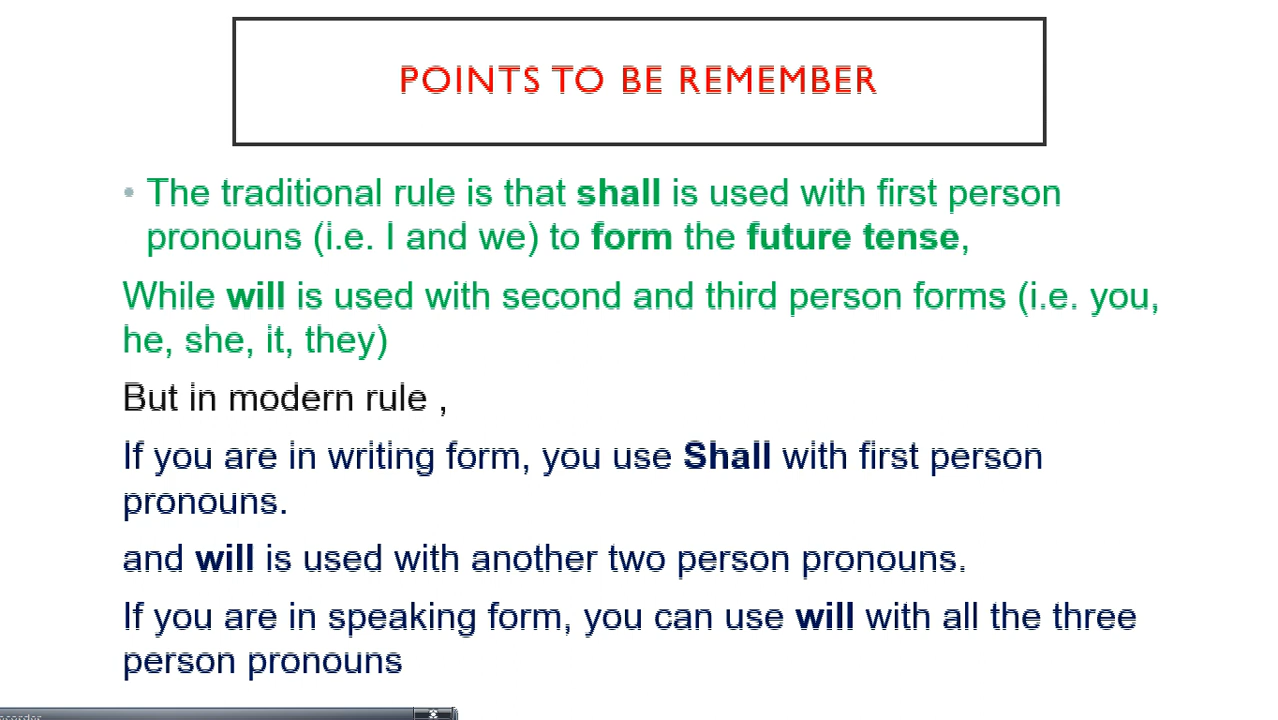 POINTS TO BE REMEMBER
• The traditional rule is that shall is used with first person
pronouns (i.e. I and we) to form the future tense,
While will is used with second and third person forms (i.e. you,
he, she, it, they)
But in modern rule ,
If you are in writing form, you use Shall with first person
pronouns.
and will is used with another two person pronouns.
If you are in speaking form, you can use will with all the three
person pronouns